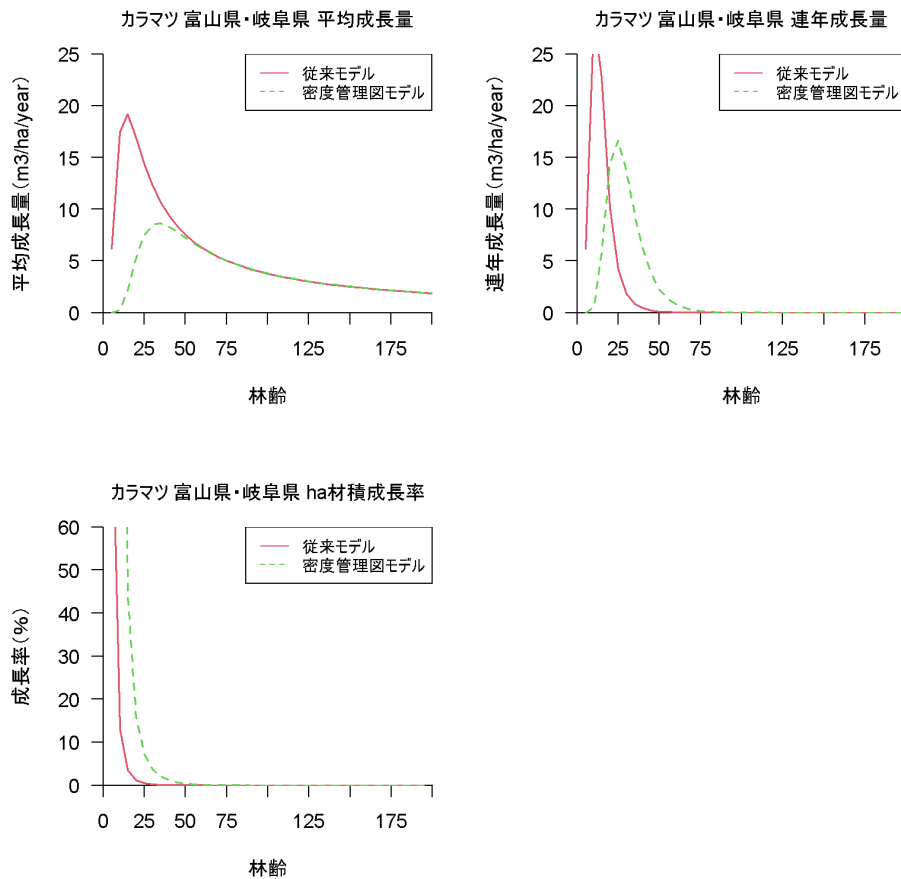 カラマツ 富山県・岐阜県 平均成長量
平均成長量(m3/ha/year)
25
20
15
10
5
0
従来モデル
密度管理図モデル
0 25 50 75 125 175
林齢
カラマツ 富山県・岐阜県 連年成長量
連年成長量(m3/ha/year)
25
20
15
10
5
0
従来モデル
密度管理図モデル
0 25 50 75 125 175
林齢
カラマツ 富山県・岐阜県 ha材積成長率
成長率(%)
60
50
40
30
20
10
0
従来モデル
密度管理図モデル
0 25 50 75 125 175
林齢